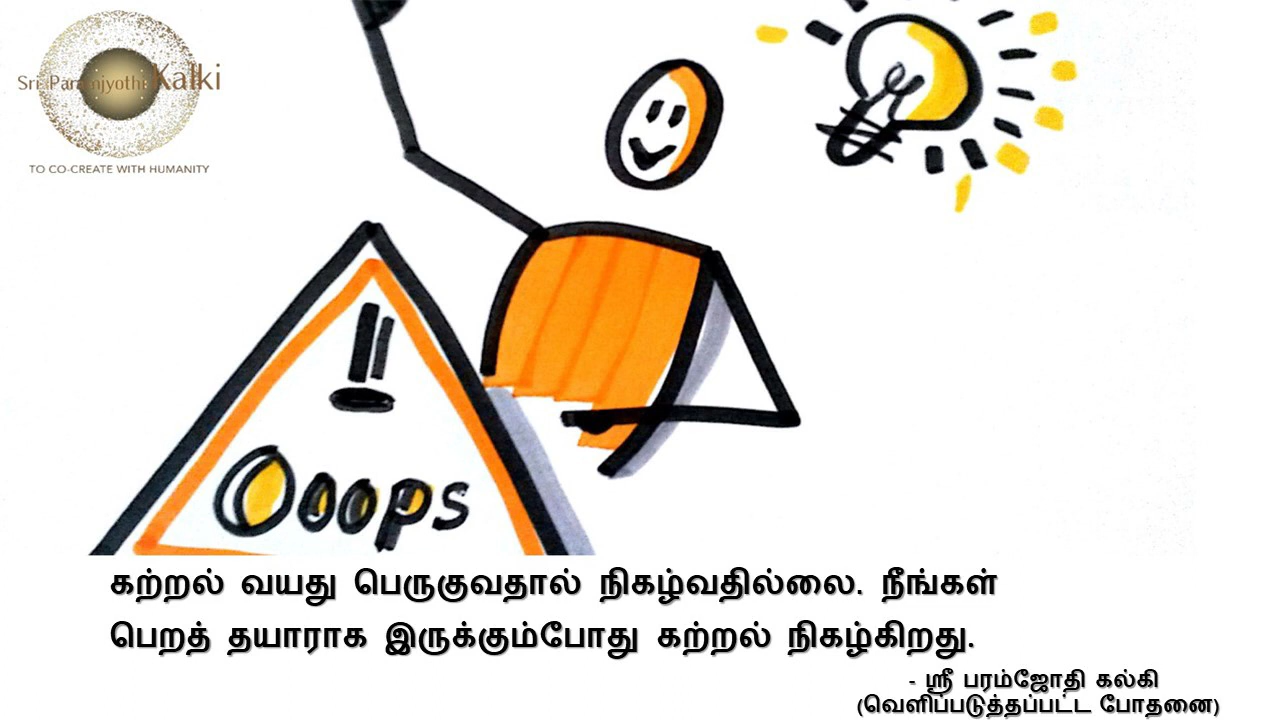 Sri Paramjyothi Kalki
TO CO-CREATE WITH HUMANITY
Ooops
கற்றல் வயது பெருகுவதால் நிகழ்வதில்லை. நீங்கள்
பெறத் தயாராக இருக்கும்போது கற்றல் நிகழ்கிறது.
- ஸ்ரீ பரம்ஜோதி கல்கி
(வெளிப்படுத்தப்பட்ட போதனை)